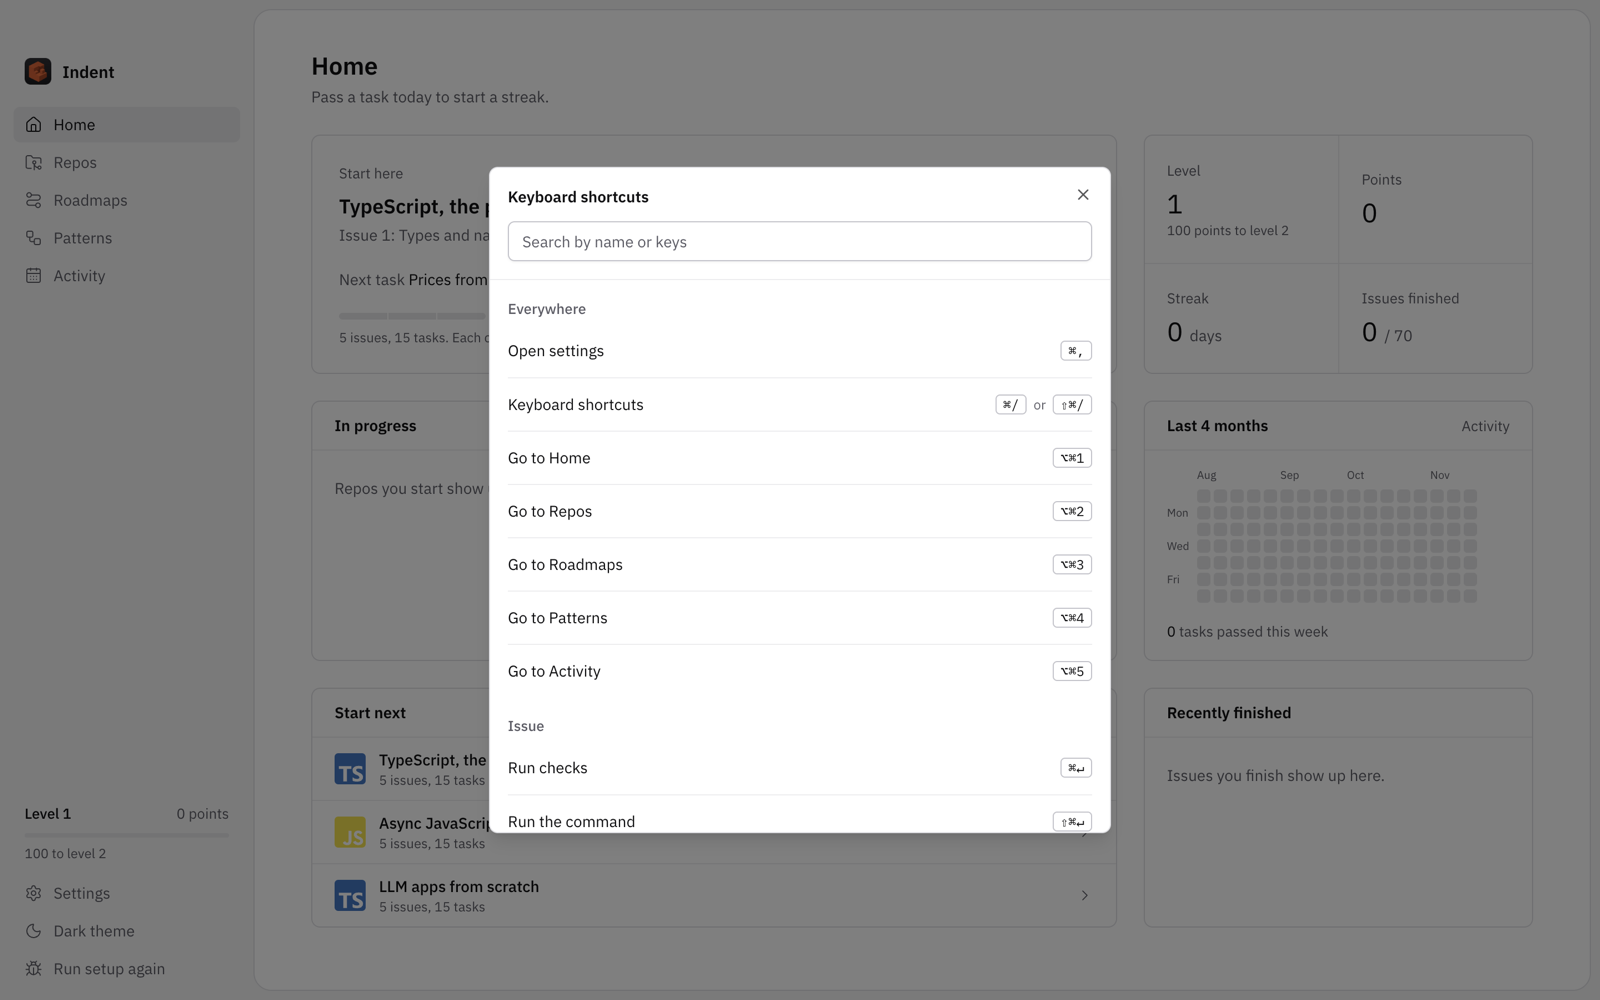 Indent
Home
Repos
Roadmaps
Patterns
Activity
Level 1
0 points
100 to level 2
Settings
Dark theme
Run setup again
Home
Pass a task today to start a streak.
Start here
TypeScript, the
Issue 1: Types and na
Next task Prices from
5 issues, 15 tasks. Each
Level
1
100 points to level 2
Points
0
Streak
0 days
Issues finished
0 / 70
In progress
Repos you start show
Last 4 months
Activity
Aug Sep Oct Nov
Mon
Wed
Fri
0 tasks passed this week
Start next
TS
TypeScript, the
5 issues, 15 tasks
JS
Async JavaScrip
5 issues, 15 tasks
TS
LLM apps from scratch
5 issues, 15 tasks
Recently finished
Issues you finish show up here.
Keyboard shortcuts
Search by name or keys
Everywhere
Open settings ⌘,
Keyboard shortcuts ⌘/ or ⇧⌘/
Go to Home ⌥⌘1
Go to Repos ⌥⌘2
Go to Roadmaps ⌥⌘3
Go to Patterns ⌥⌘4
Go to Activity ⌥⌘5
Issue
Run checks ⌘↵
Run the command ⇧⌘↵